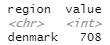 region value
<chr> <int>
denmark 708